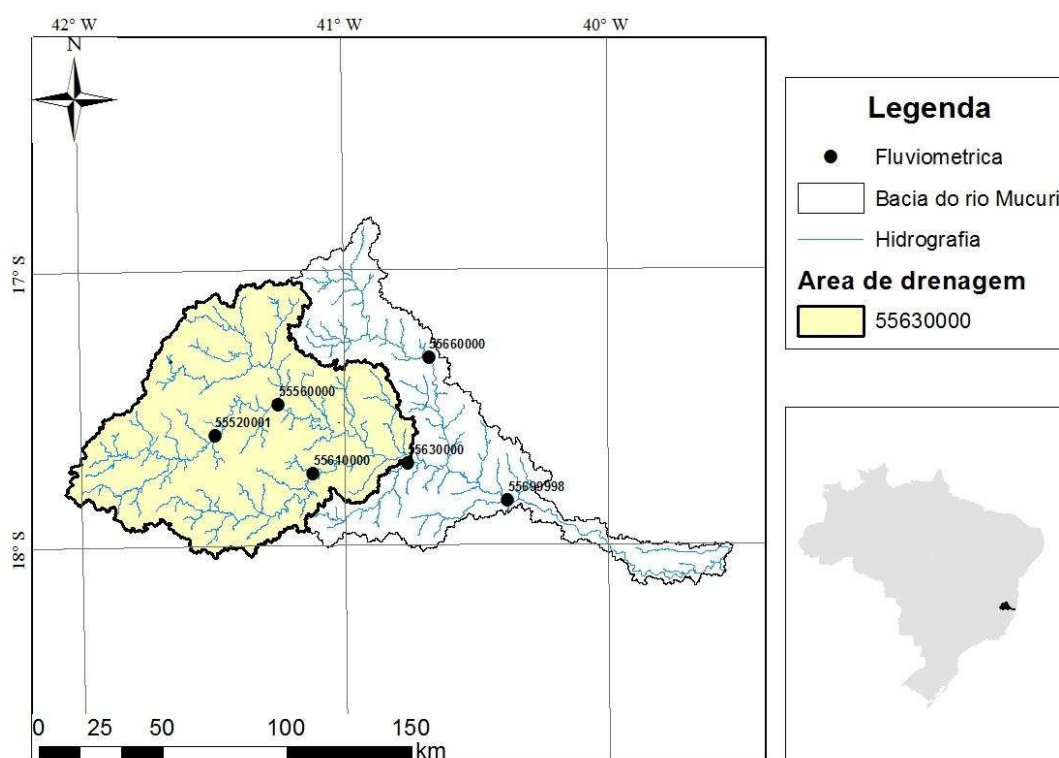 42° W
41° W
40° W
N
17° S
18° S
55660000
55560000
55520001
55630000
55610000
55699998
0
25
50
100
150
km
Legenda
Fluviometrica
Bacia do rio Mucuri
Hidrografia
Area de drenagem
55630000